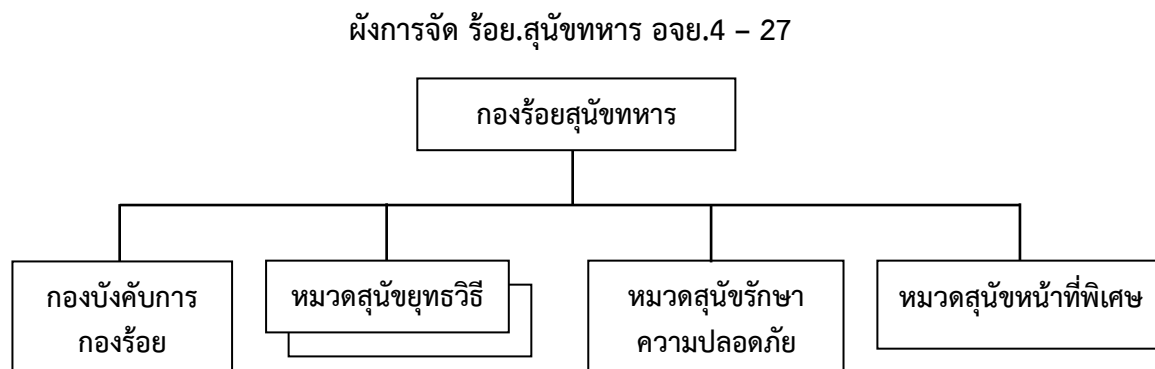 ผังการจัด ร้อย.สุนัขทหาร อจย.4 – 27
กองร้อยสุนัขทหาร
กองบังคับการ
กองร้อย
หมวดสุนัขยุทธวิธี
หมวดสุนัขรักษา
ความปลอดภัย
หมวดสุนัขหน้าที่พิเศษ